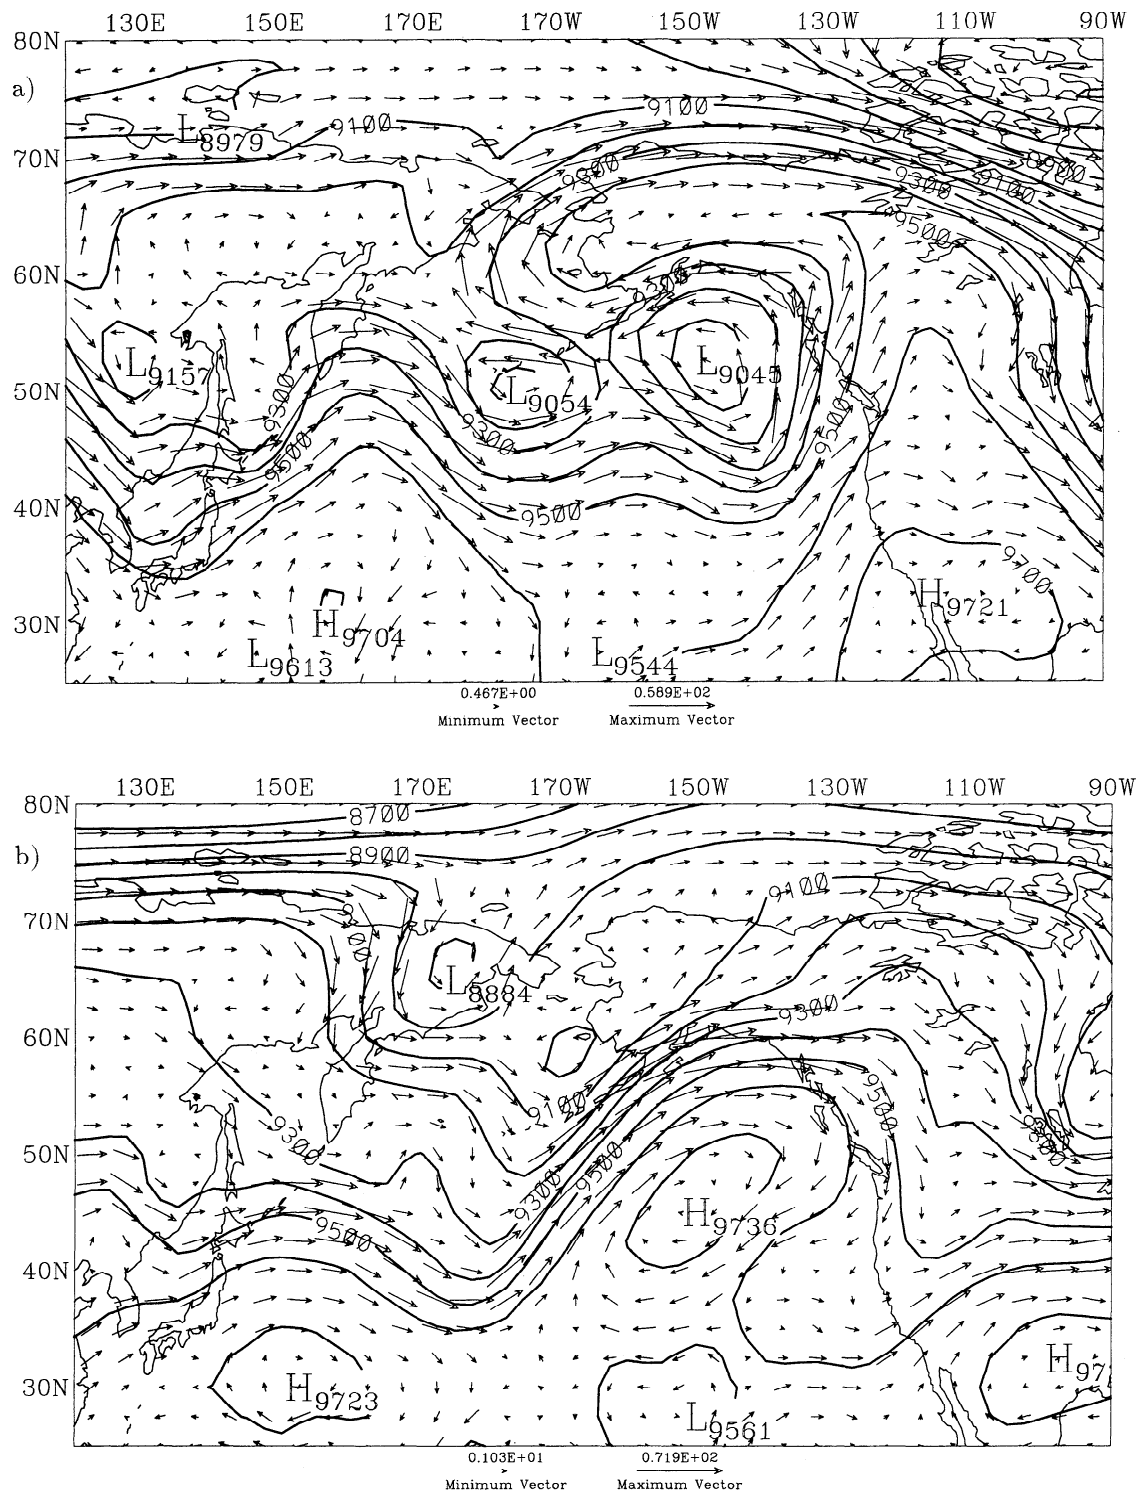 130E 150E 170E 170W 150W 130W 110W 90W
80N
a)
9100
9100
L8979
70N
8900
9300
9300
9100
9500
60N
9300
L9157
L9045
50N
9300
L9054
9300
9500
9500
40N
9500
9700
H9721
30N
H9704
L9613
L9544
0.467E+00 0.589E+02
Minimum Vector Maximum Vector
130E 150E 170E 170W 150W 130W 110W 90W
80N
8700
b)
8900
9100
70N
L8884
9300
60N
9100
9500
9300
50N
9500
9300
H9736
9500
40N
H97
30N
H9723
L9561
0.103E+01 0.719E+02
Minimum Vector Maximum Vector